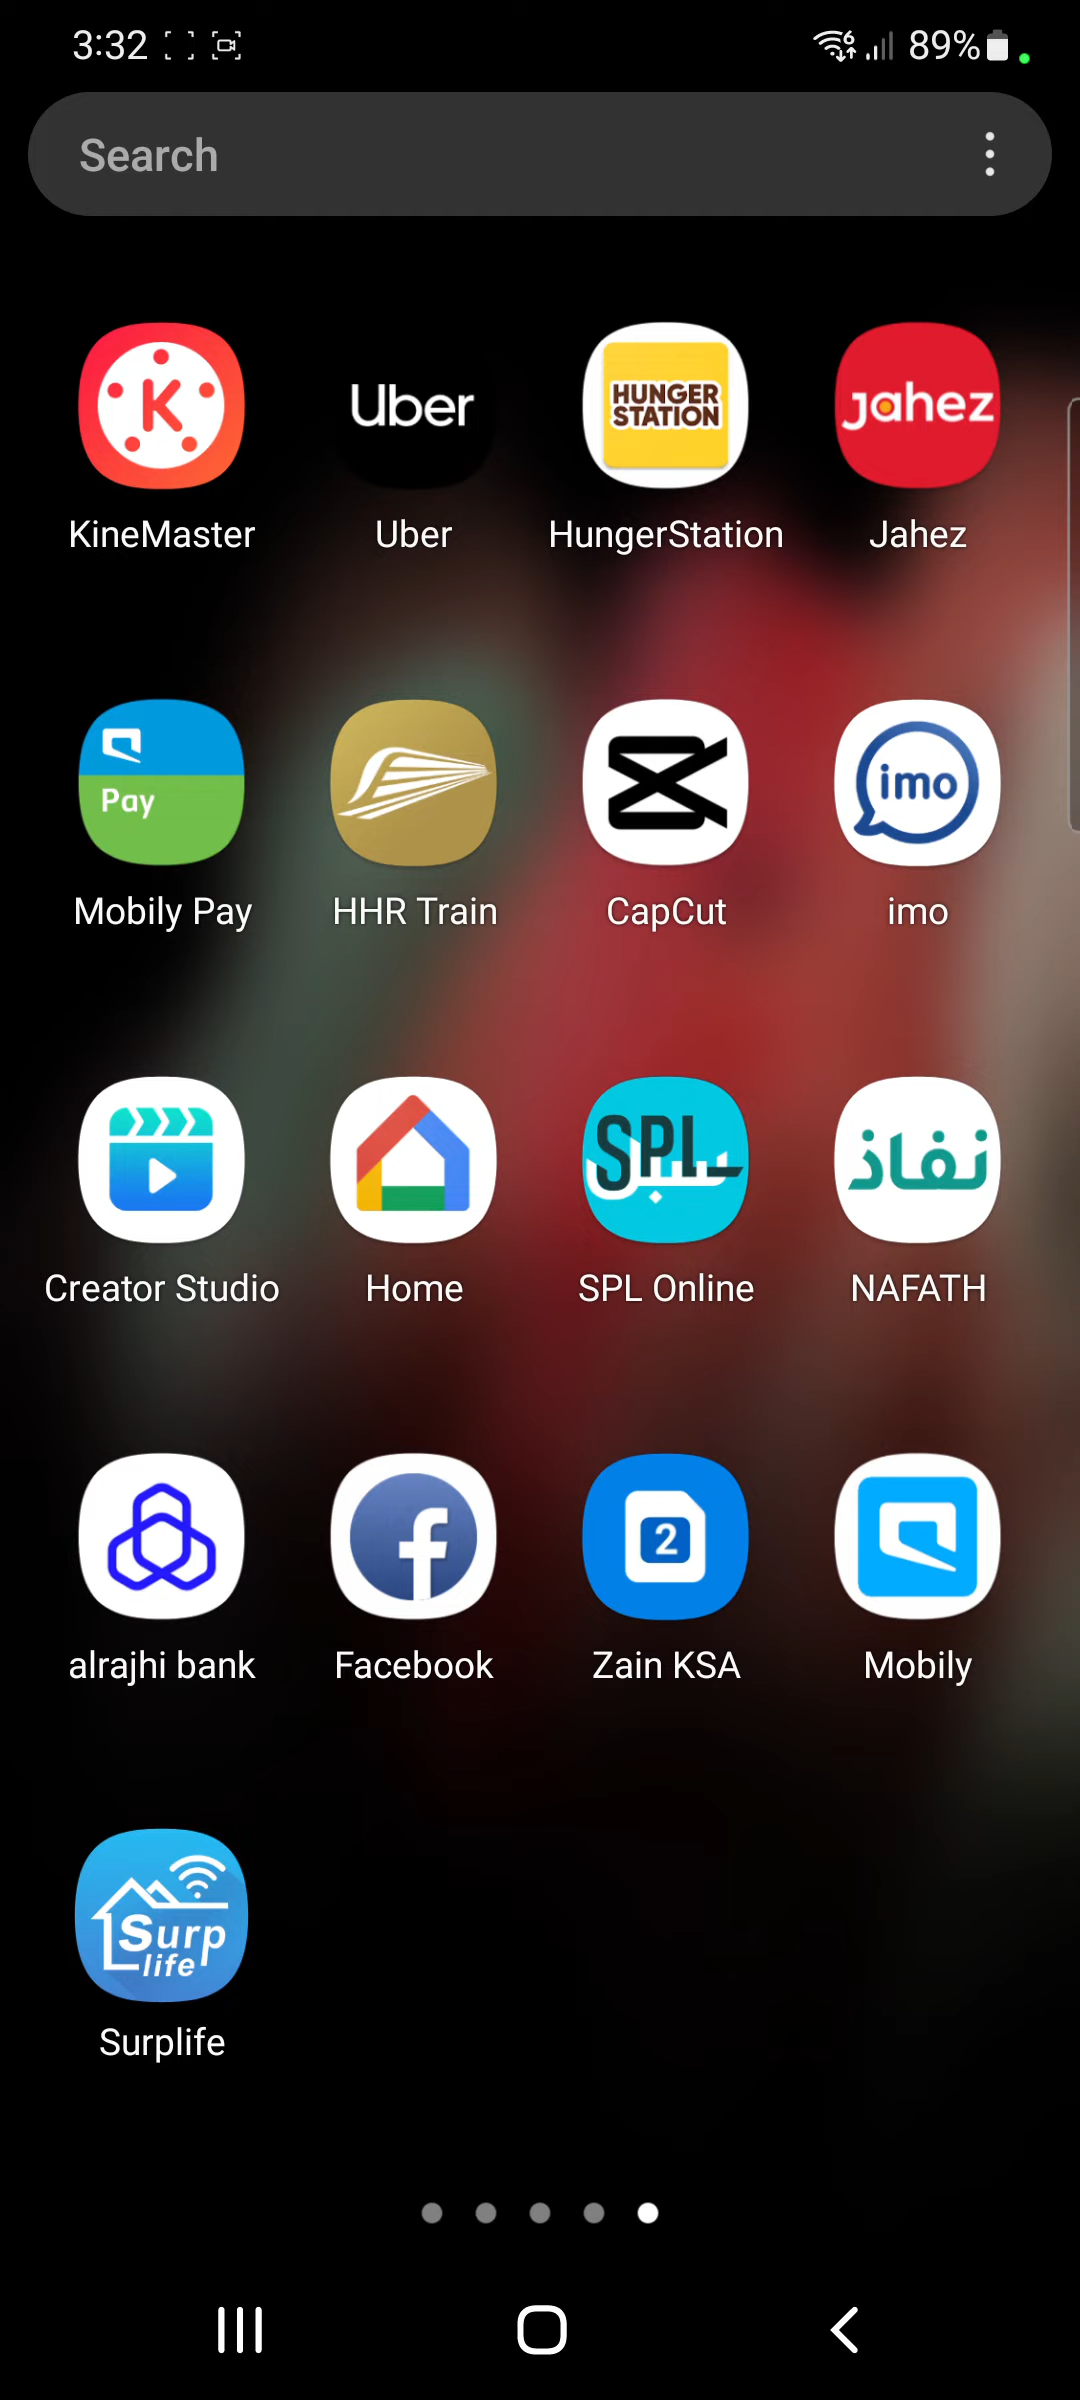 3:32
6
89%
Search
K
Uber
HUNGER
STATION
Jahez
KineMaster
Uber
HungerStation
Jahez
Pay
imo
Mobily Pay
HHR Train
CapCut
imo
SPL
سبل
نفاذ
Creator Studio
Home
SPL Online
NAFATH
f
2
alrajhi bank
Facebook
Zain KSA
Mobily
Surp
life
Surplife